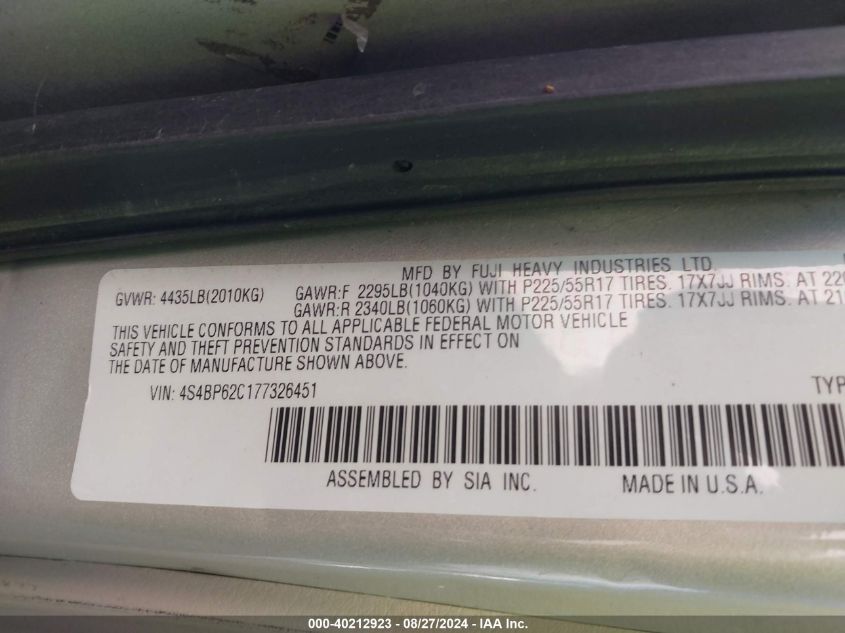 MFD BY FUJI HEAVY INDUSTRIES LTD.
GVWR: 4435LB(2010KG) GAWR:F 2295LB(1040KG) WITH P225/55R17 TIRES. 17X7JJ RIMS. AT
GAWR:R 2340LB(1060KG) WITH P225/55R17 TIRES. 17X7JJ RIMS. AT
THIS VEHICLE CONFORMS TO ALL APPLICABLE FEDERAL MOTOR VEHICLE
SAFETY AND THEFT PREVENTION STANDARDS IN EFFECT ON
THE DATE OF MANUFACTURE SHOWN ABOVE.
VIN: 4S4BP62C177326451
ASSEMBLED BY SIA INC. MADE IN U.S.A.
000-40212923 - 08/27/2024 - IAA Inc.